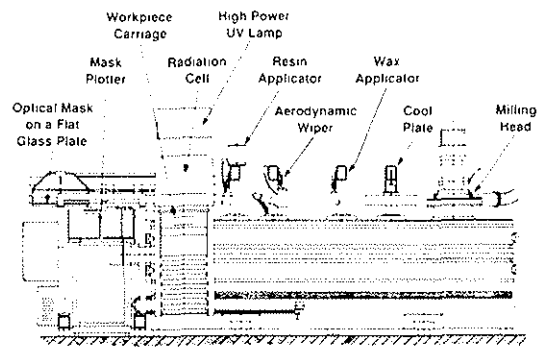 Workpiece
Carriage
High Power
UV Lamp
Mask
Plotter
Radiation
Cell
Resin
Applicator
Wax
Applicator
Optical Mask
on a Flat
Glass Plate
Aerodynamic
Wiper
Cool
Plate
Milling
Head